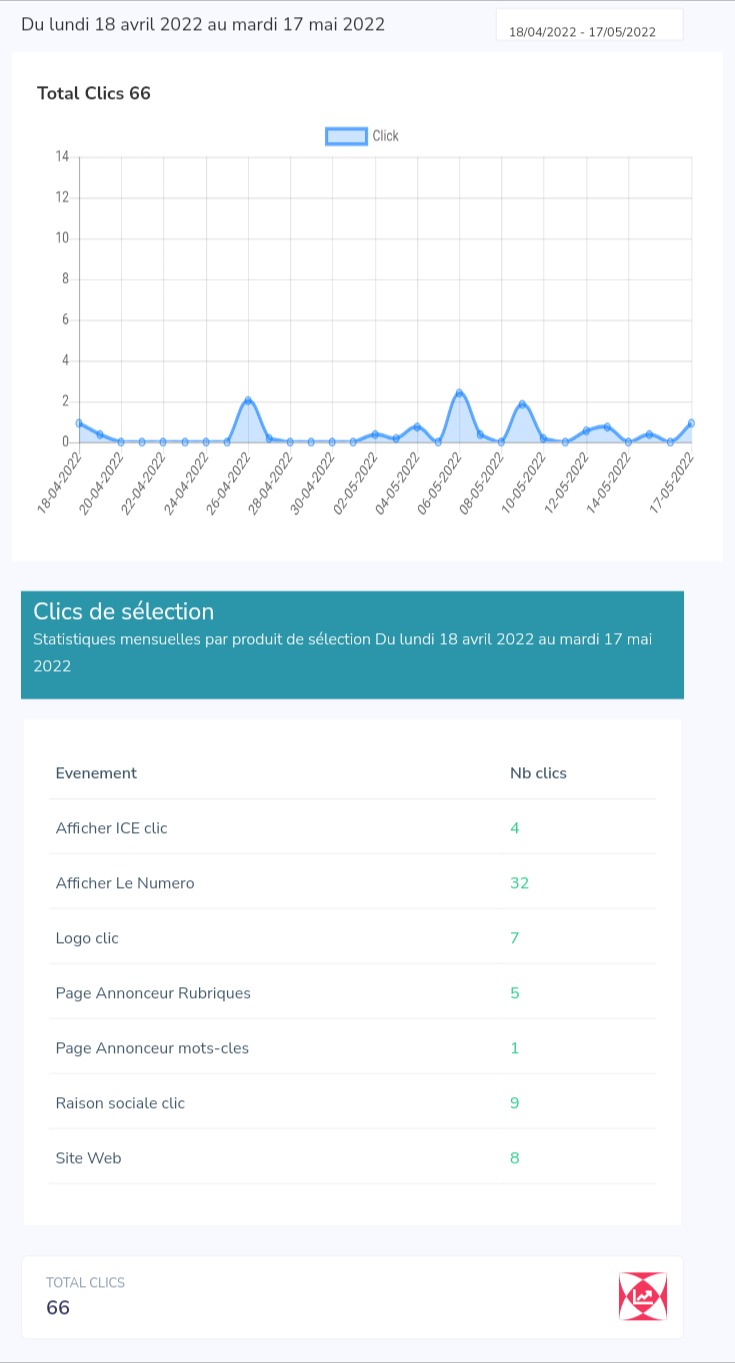 Du lundi 18 avril 2022 au mardi 17 mai 2022
18/04/2022 - 17/05/2022
Total Clics 66
Click
14
12
10
8
6
4
2
0
18-04-2022
20-04-2022
22-04-2022
24-04-2022
26-04-2022
28-04-2022
30-04-2022
02-05-2022
04-05-2022
06-05-2022
08-05-2022
10-05-2022
12-05-2022
14-05-2022
17-05-2022
Clics de sélection
Statistiques mensuelles par produit de sélection Du lundi 18 avril 2022 au mardi 17 mai
2022
Evenement Nb clics
Afficher ICE clic 4
Afficher Le Numero 32
Logo clic 7
Page Annonceur Rubriques 5
Page Annonceur mots-cles 1
Raison sociale clic 9
Site Web 8
TOTAL CLICS
66